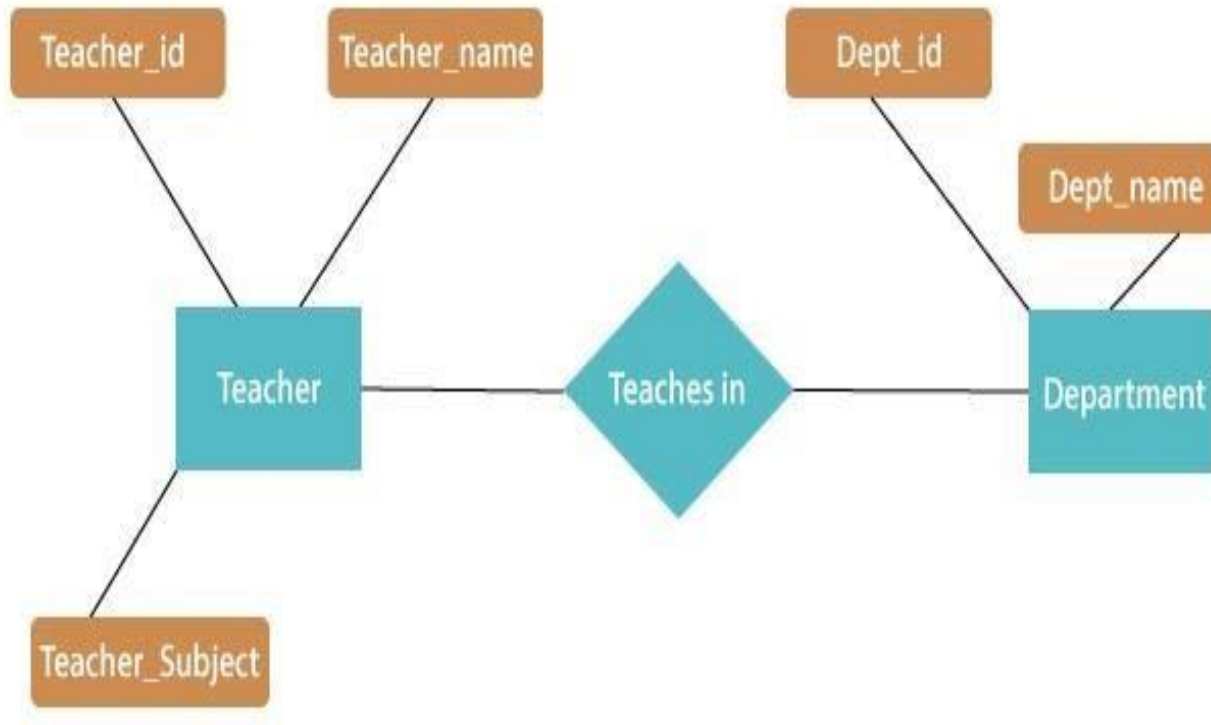 Teacher_id
Teacher_name
Dept_id
Dept_name
Teacher
Teaches in
Department
Teacher_Subject